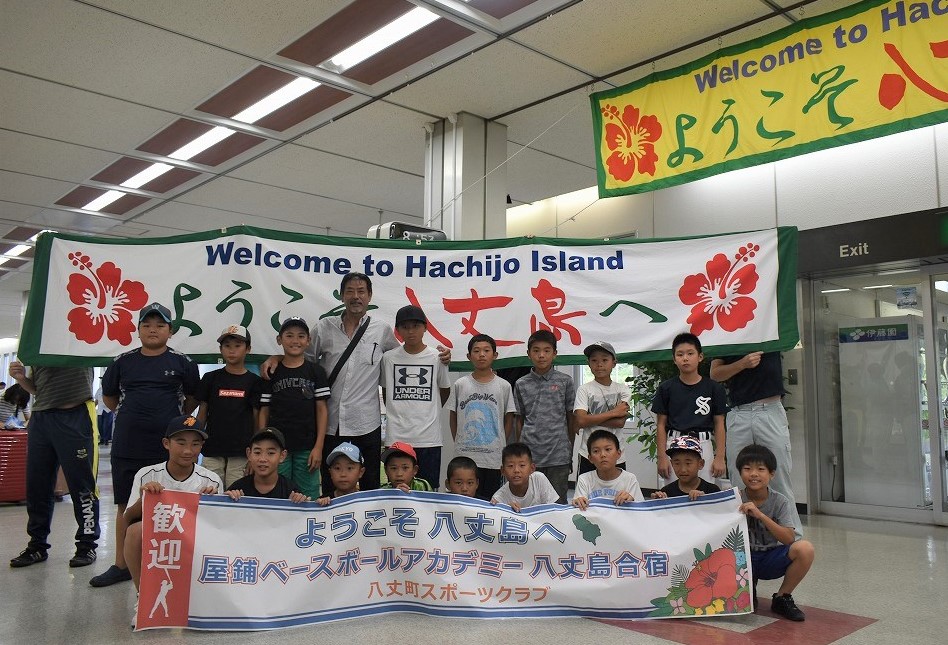 Welcome to Hac
ようこそ八
Welcome to Hachijo Island
ようこそ八丈島へ
Exit
伊藤園
UNDER ARMOUR
S
PENALTY
歓迎
ようこそ 八丈島へ
屋鋪ベースボールアカデミー 八丈島合宿
八丈町スポーツクラブ